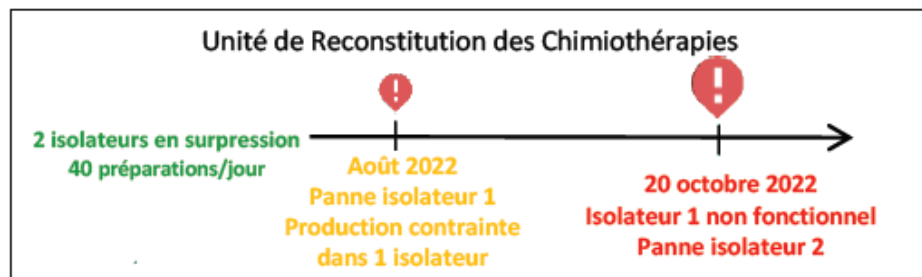 Unité de Reconstitution des Chimiothérapies
2 isolateurs en surpression
40 préparations/jour
Août 2022
Panne isolateur 1
Production contrainte
dans 1 isolateur
20 octobre 2022
Isolateur 1 non fonctionnel
Panne isolateur 2